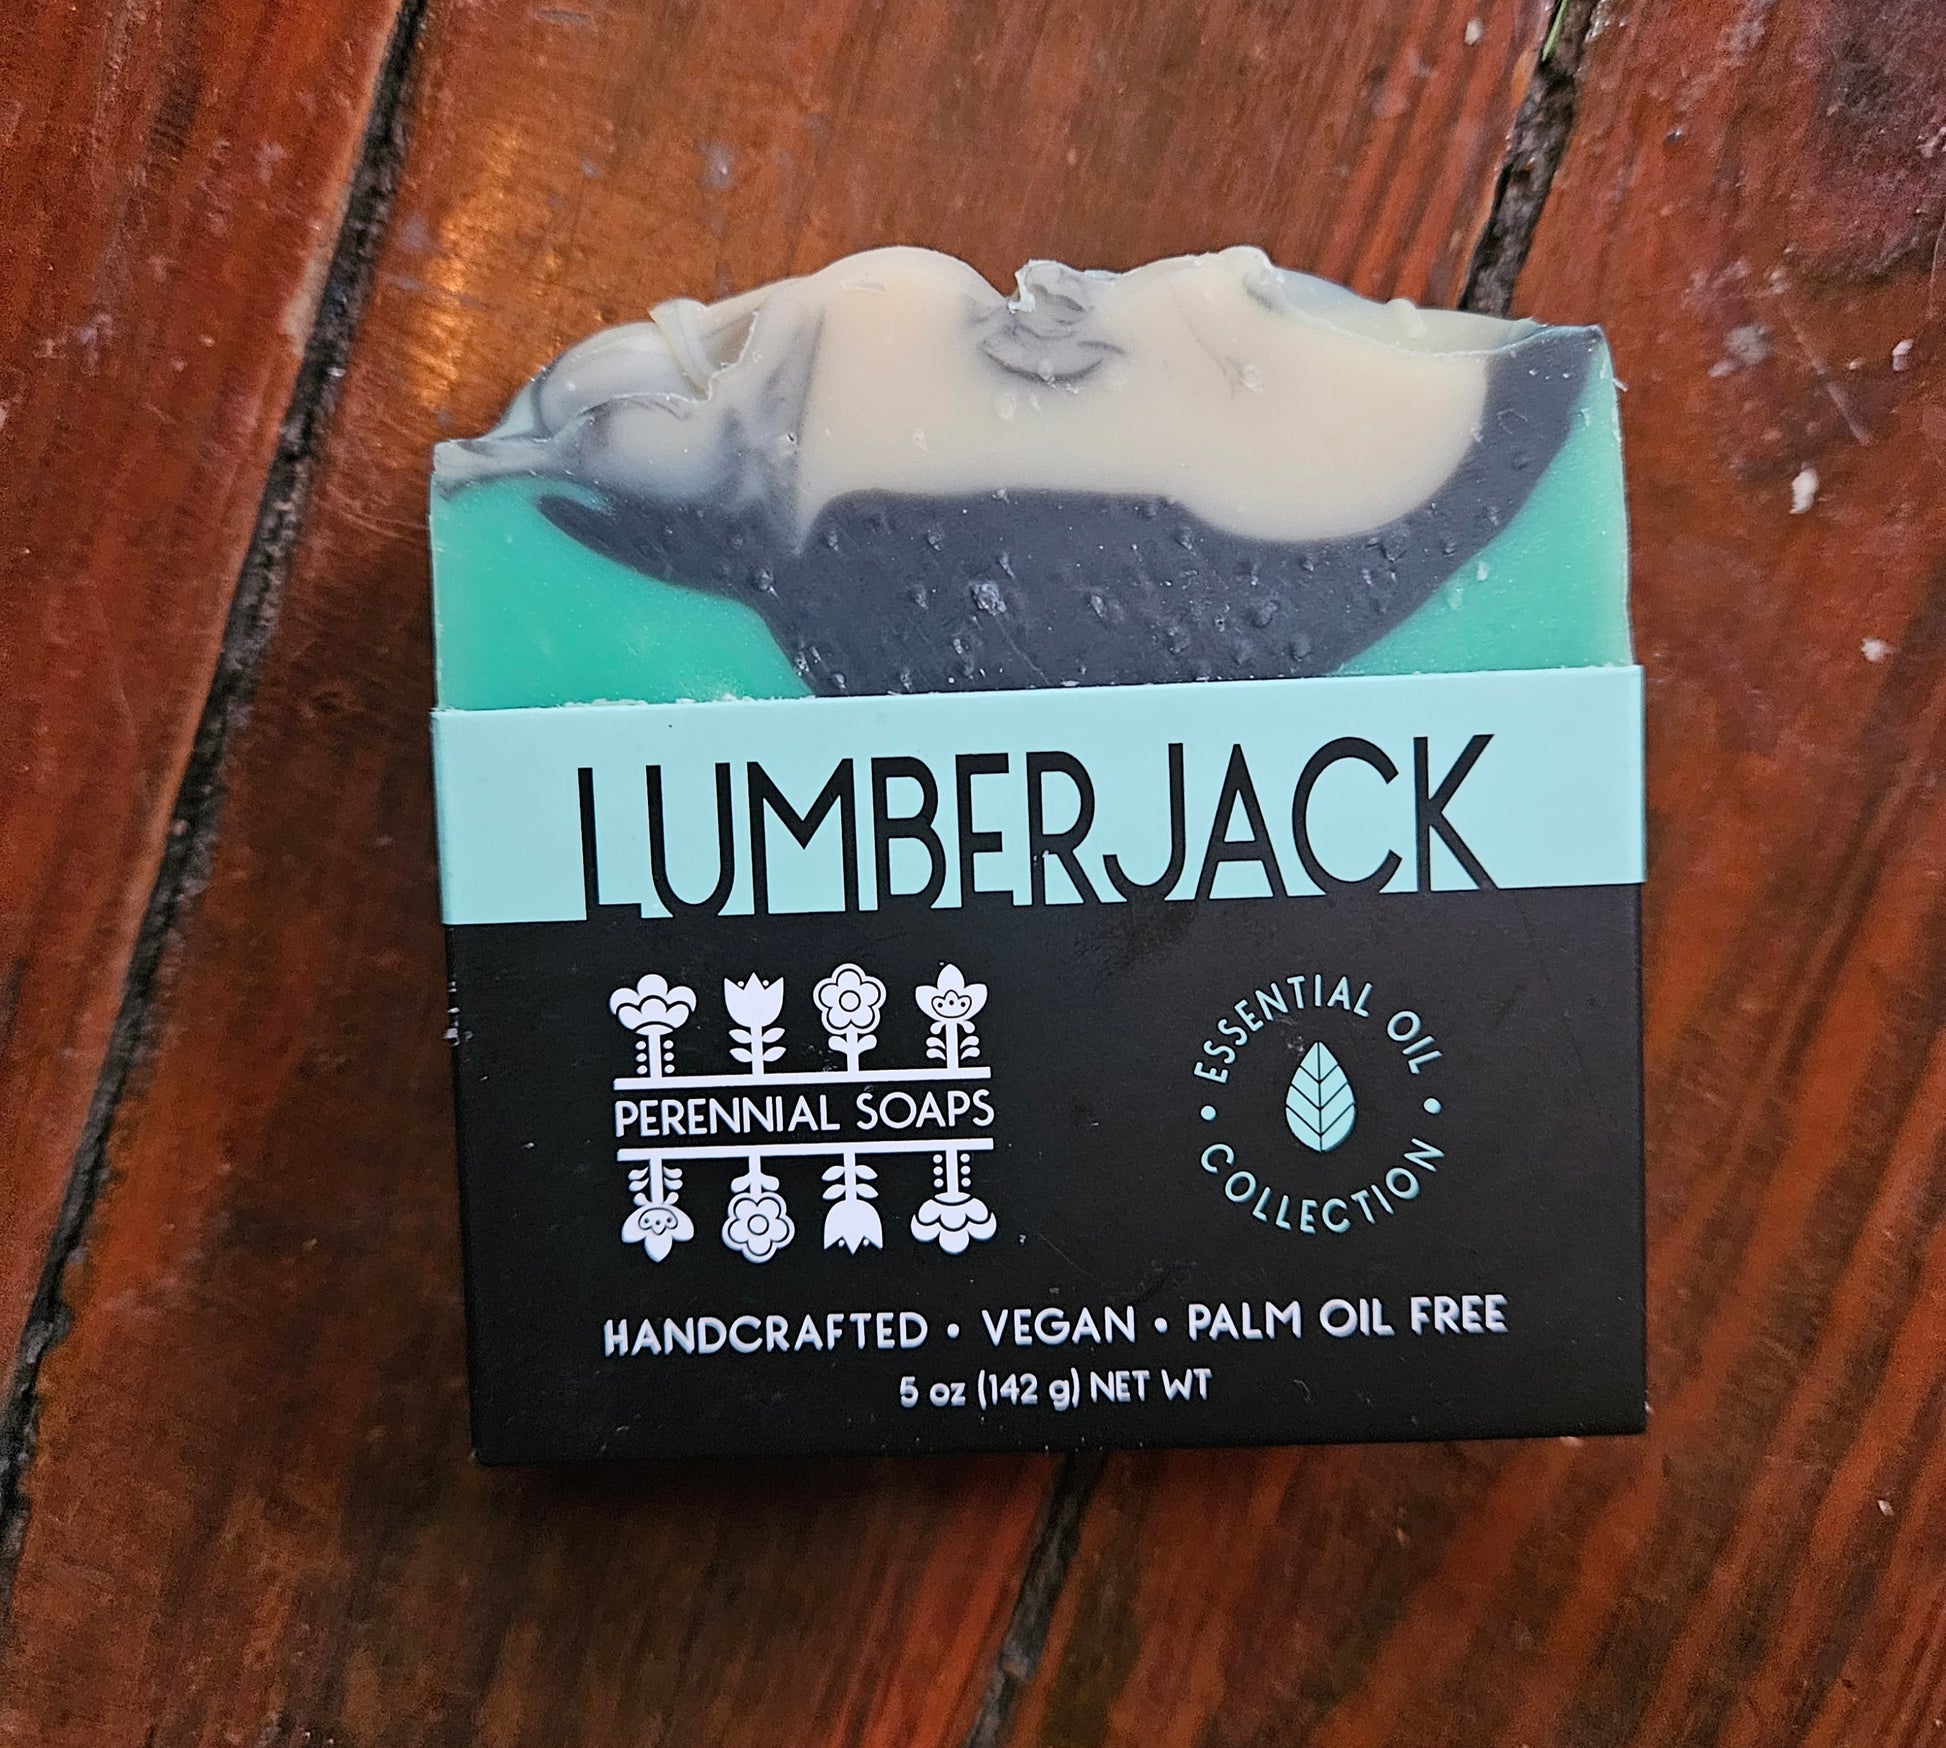 LUMBERJACK
PERENNIAL SOAPS
ESSENTIAL OIL
COLLECTION
HANDCRAFTED • VEGAN • PALM OIL FREE
5 oz (142 g) NET WT